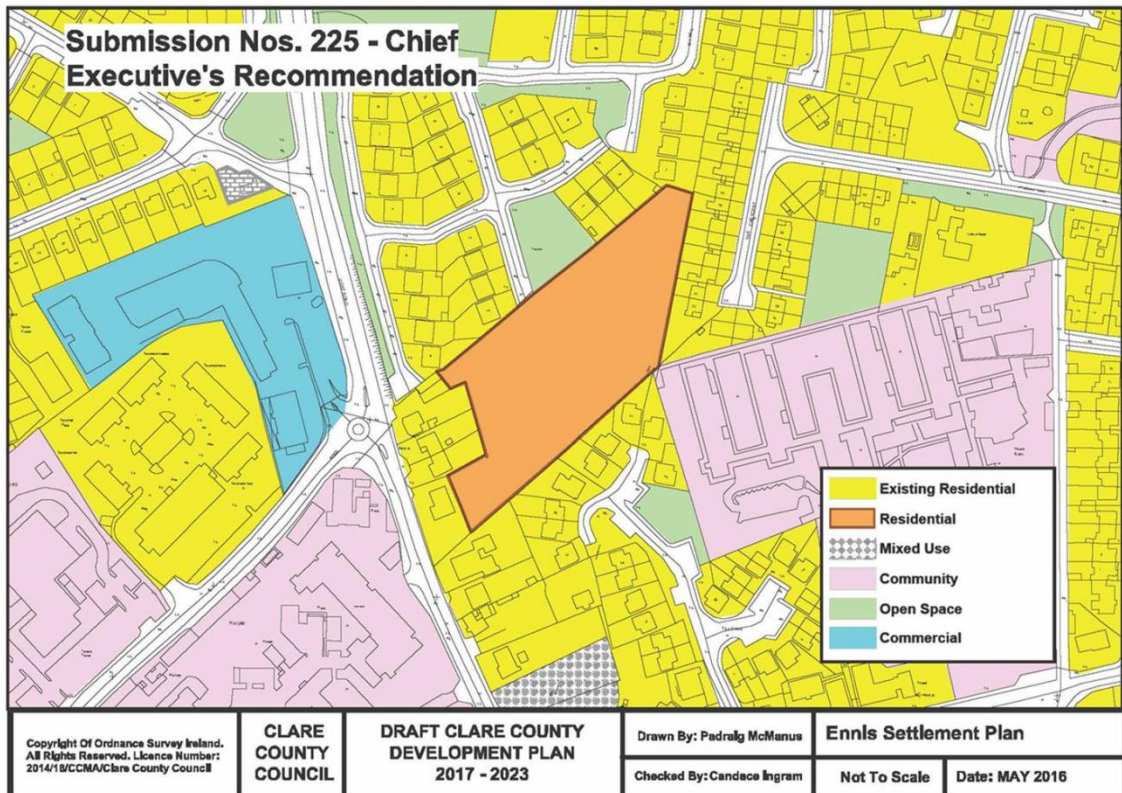 Submission Nos. 225 - Chief
Executive's Recommendation
Existing Residential
Residential
Mixed Use
Community
Open Space
Commercial
Copyright Of Ordnance Survey Ireland.
All Rights Reserved. Licence Number:
2014/16/CCMA/Clare County Council
CLARE
COUNTY
COUNCIL
DRAFT CLARE COUNTY
DEVELOPMENT PLAN
2017 - 2023
Drawn By: Padraig McManus
Checked By: Candace Ingram
Ennis Settlement Plan
Not To Scale
Date: MAY 2016